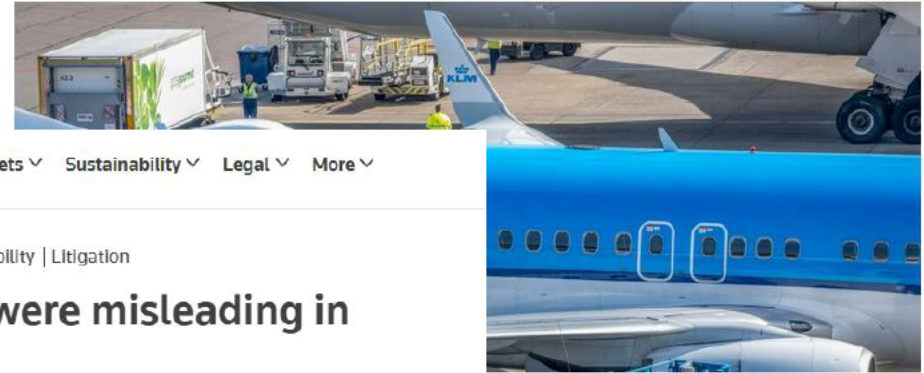 KLM
ets Sustainability Legal More
bility | Litigation
were misleading in